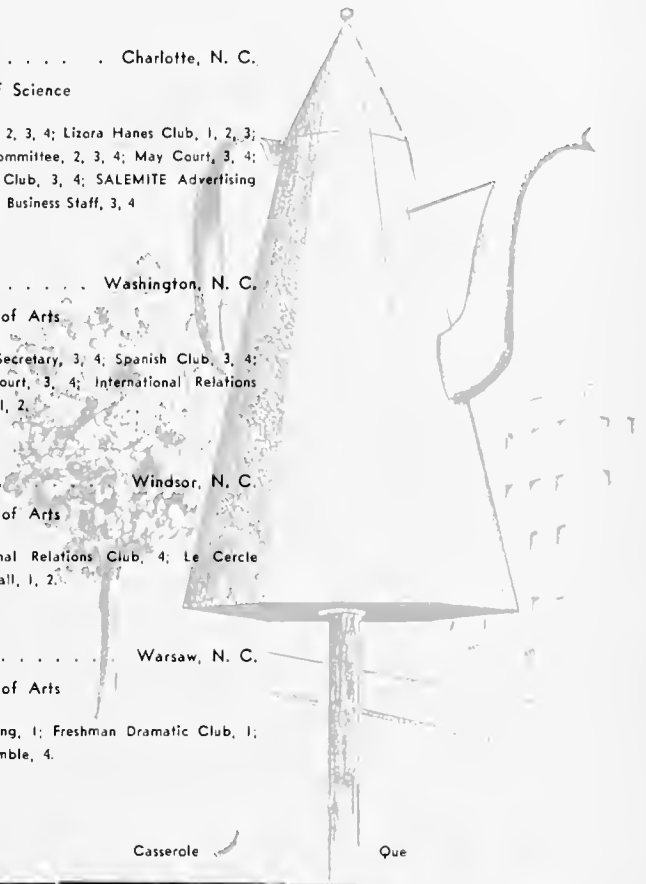 . . . . Charlotte, N. C.
Science
2, 3, 4; Lizora Hanes Club, 1, 2, 3;
ommittee, 2, 3, 4; May Court, 3, 4;
Club, 3, 4; SALEMITE Advertising
Business Staff, 3, 4
. . . . . . Washington, N. C.
of Arts
Secretary, 3, 4; Spanish Club, 3, 4;
ourt, 3, 4; International Relations
1, 2.
. . . . Windsor, N. C.
of Arts
nal Relations Club, 4; Le Cercle
all, 1, 2.
. . . . . . . Warsaw, N. C.
of Arts
ng, 1; Freshman Dramatic Club, 1;
mble, 4.
Casserole Que